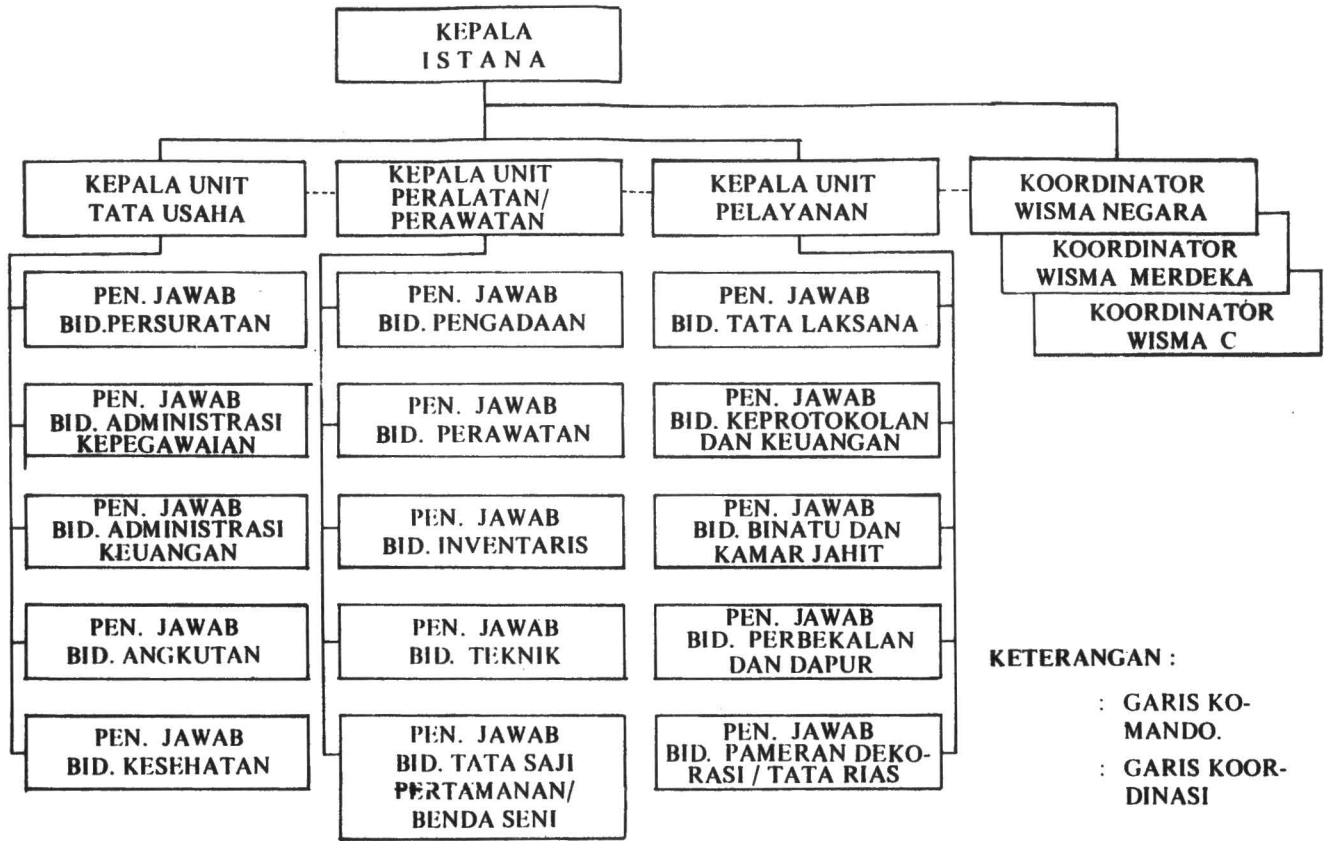 KEPALA
I S T A N A
KEPALA UNIT
TATA USAHA
KEPALA UNIT
PERALATAN/
PERAWATAN
KEPALA UNIT
PELAYANAN
KOORDINATOR
WISMA NEGARA
KOORDINATOR
WISMA MERDEKA
KOORDINATOR
WISMA C
PEN. JAWAB
BID.PERSURATAN
PEN. JAWAB
BID. ADMINISTRASI
KEPEGAWAIAN
PEN. JAWAB
BID. ADMINISTRASI
KEUANGAN
PEN. JAWAB
BID. ANGKUTAN
PEN. JAWAB
BID. KESEHATAN
PEN. JAWAB
BID. PENGADAAN
PEN. JAWAB
BID. PERAWATAN
PEN. JAWAB
BID. INVENTARIS
PEN. JAWAB
BID. TEKNIK
PEN. JAWAB
BID. TATA SAJI
PERTAMANAN/
BENDA SENI
PEN. JAWAB
BID. TATA LAKSANA
PEN. JAWAB
BID. KEPROTOKOLAN
DAN KEUANGAN
PEN. JAWAB
BID. BINATU DAN
KAMAR JAHIT
PEN. JAWAB
BID. PERBEKALAN
DAN DAPUR
PEN. JAWAB
BID. PAMERAN DEKO-
RASI / TATA RIAS
KETERANGAN :
: GARIS KO-
MANDO.
: GARIS KOOR-
DINASI